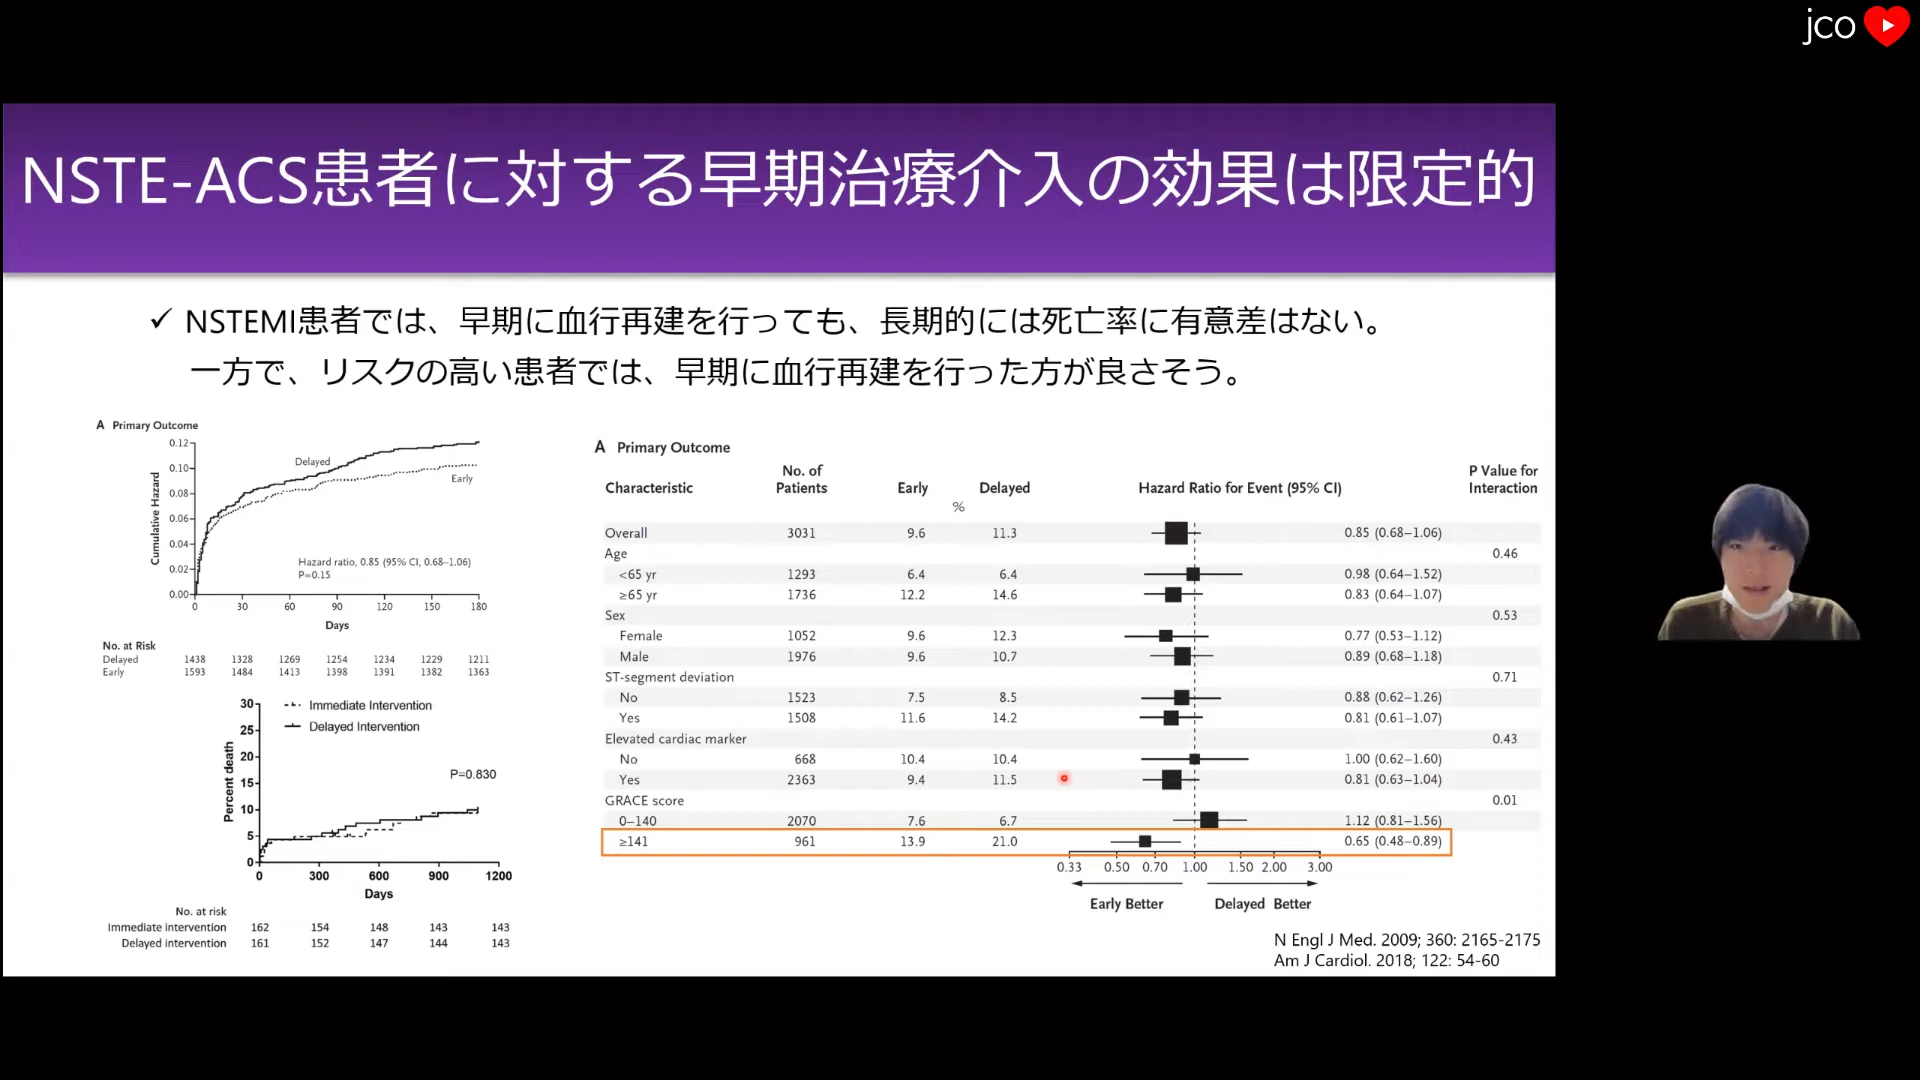 jco
NSTE-ACS患者に対する早期治療介入の効果は限定的
✓ NSTEMI患者では、早期に血行再建を行っても、長期的には死亡率に有意差はない。
一方で、リスクの高い患者では、早期に血行再建を行った方が良さそう。
A Primary Outcome
0.12
0.10
0.08
0.06
0.04
0.02
0.00
Cumulative Hazard
Delayed
Early
Hazard ratio, 0.85 (95% CI, 0.68–1.06)
P=0.15
0 30 60 90 120 150 180
Days
No. at Risk
Delayed 1438 1328 1269 1254 1234 1229 1211
Early 1593 1484 1413 1398 1391 1382 1363
30
25
20
15
10
5
0
Percent death
Immediate Intervention
Delayed Intervention
P=0.830
0 300 600 900 1200
Days
No. at risk
Immediate intervention 162 154 148 143 143
Delayed intervention 161 152 147 144 143
A Primary Outcome
Characteristic No. of Patients Early Delayed Hazard Ratio for Event (95% CI) P Value for Interaction
%
Overall 3031 9.6 11.3 0.85 (0.68–1.06)
Age 0.46
<65 yr 1293 6.4 6.4 0.98 (0.64–1.52)
≥65 yr 1736 12.2 14.6 0.83 (0.64–1.07)
Sex 0.53
Female 1052 9.6 12.3 0.77 (0.53–1.12)
Male 1976 9.6 10.7 0.89 (0.68–1.18)
ST-segment deviation 0.71
No 1523 7.5 8.5 0.88 (0.62–1.26)
Yes 1508 11.6 14.2 0.81 (0.61–1.07)
Elevated cardiac marker 0.43
No 668 10.4 10.4 1.00 (0.62–1.60)
Yes 2363 9.4 11.5 0.81 (0.63–1.04)
GRACE score 0.01
0–140 2070 7.6 6.7 1.12 (0.81–1.56)
≥141 961 13.9 21.0 0.65 (0.48–0.89)
0.33 0.50 0.70 1.00 1.50 2.00 3.00
Early Better Delayed Better
N Engl J Med. 2009; 360: 2165-2175
Am J Cardiol. 2018; 122: 54-60